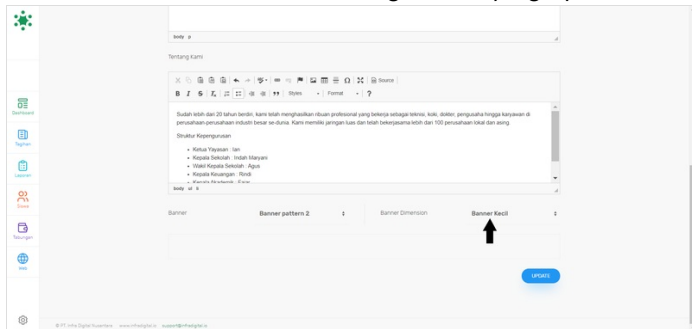 body p
Tentang Kami
Source
Styles
Format
Sudah lebih dari 20 tahun berdiri, kami telah menghasilkan ribuan profesional yang bekerja sebagai teknisi, koki, dokter, pengusaha hingga karyawan di
perusahaan-perusahaan industri besar se-dunia. Kami memiliki jaringan luas dan telah bekerjasama lebih dari 100 perusahaan lokal dan asing.
Struktur Kepengurusan
Ketua Yayasan : Ian
Kepala Sekolah : Indah Maryani
Wakil Kepala Sekolah : Agus
Kepala Keuangan : Rindi
body ul li
Dashboard
Tagihan
Laporan
Siswa
Tabungan
Web
Banner
Banner pattern 2
Banner Dimension
Banner Kecil
UPDATE
© PT. Infra Digital Nusantara
www.infradigital.io
support@infradigital.io